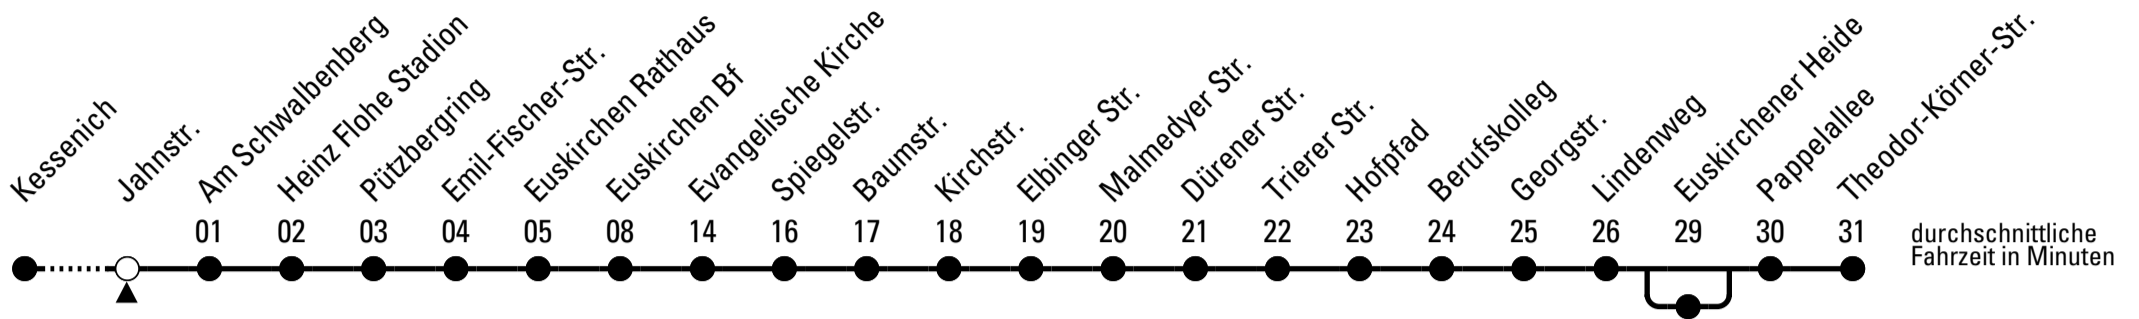 Kessenich
Jahnstr.
Am Schwalbenberg
Heinz Flohe Stadion
Pützbergring
Emil-Fischer-Str.
Euskirchen Rathaus
Euskirchen Bf
Evangelische Kirche
Spiegelstr.
Baumstr.
Kirchstr.
Elbinger Str.
Malmedyer Str.
Dürener Str.
Trierer Str.
Hofpfad
Berufskolleg
Georgstr.
Lindenweg
Euskirchener Heide
Pappelallee
Theodor-Körner-Str.
01 02 03 04 05 08 14 16 17 18 19 20 21 22 23 24 25 26 29 30 31
durchschnittliche
Fahrzeit in Minuten